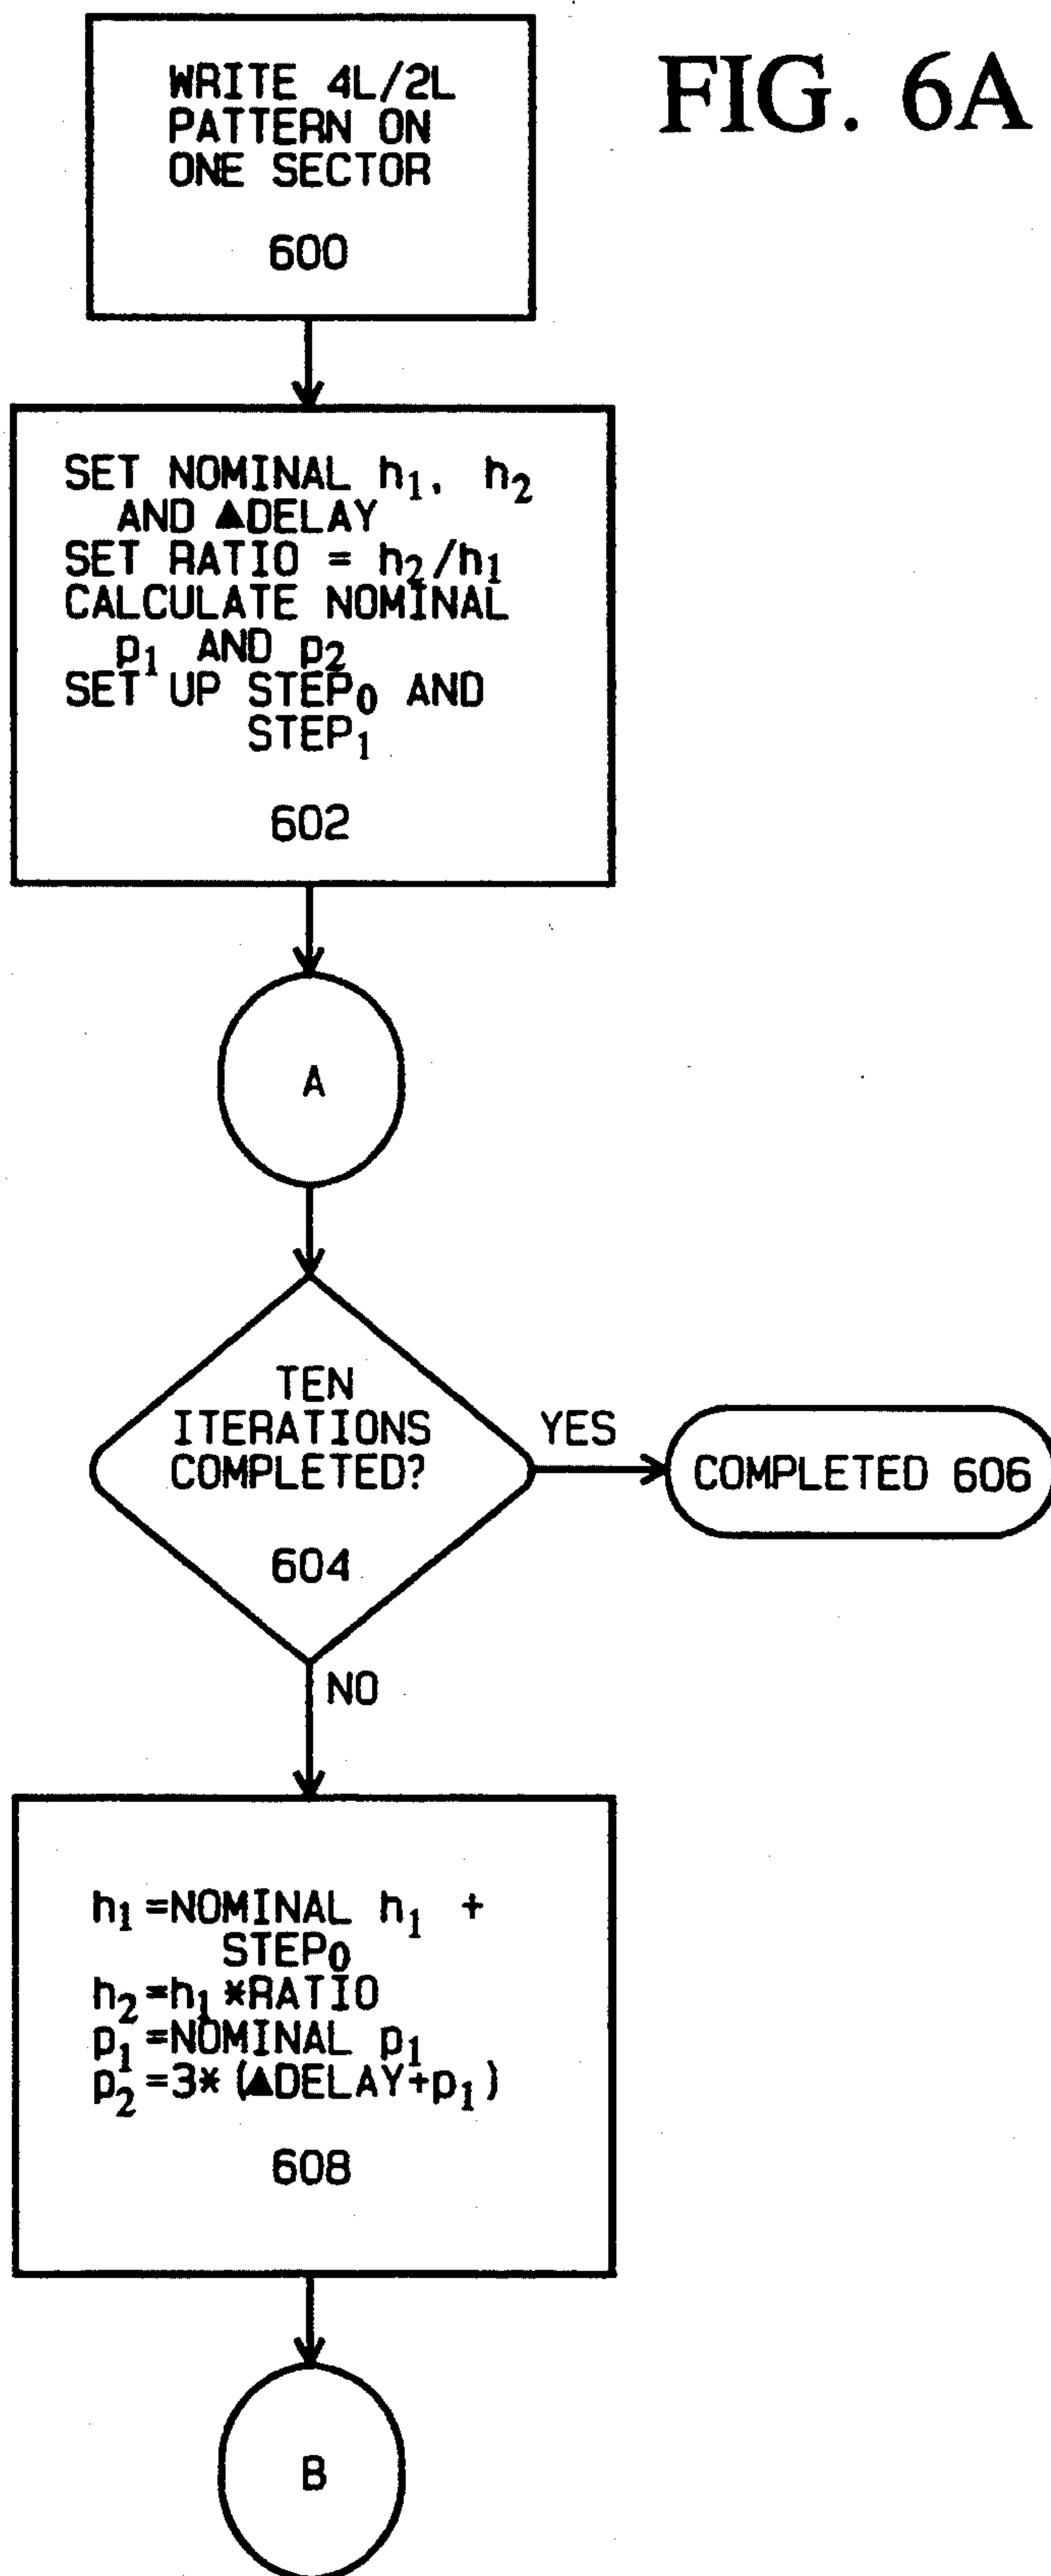 FIG. 6A
WRITE 4L/2L
PATTERN ON
ONE SECTOR
600
SET NOMINAL h₁, h₂
AND ▲DELAY
SET RATIO = h₂/h₁
CALCULATE NOMINAL
p₁ AND p₂
SET UP STEP₀ AND
STEP₁
602
A
TEN
ITERATIONS
COMPLETED?
604
YES
COMPLETED 606
NO
h₁=NOMINAL h₁ +
STEP₀
h₂=h₁*RATIO
p₁=NOMINAL p₁
p₂=3*(▲DELAY+p₁)
608
B